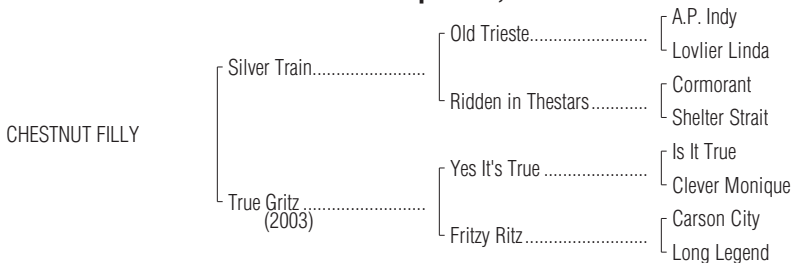 A.P. Indy
Old Trieste..........................
Lovlier Linda
Silver Train........................
Cormorant
Ridden in Thestars............
Shelter Strait
CHESTNUT FILLY
Is It True
Yes It's True ......................
Clever Monique
True Gritz ..........................
(2003)
Carson City
Fritzy Ritz..........................
Long Legend